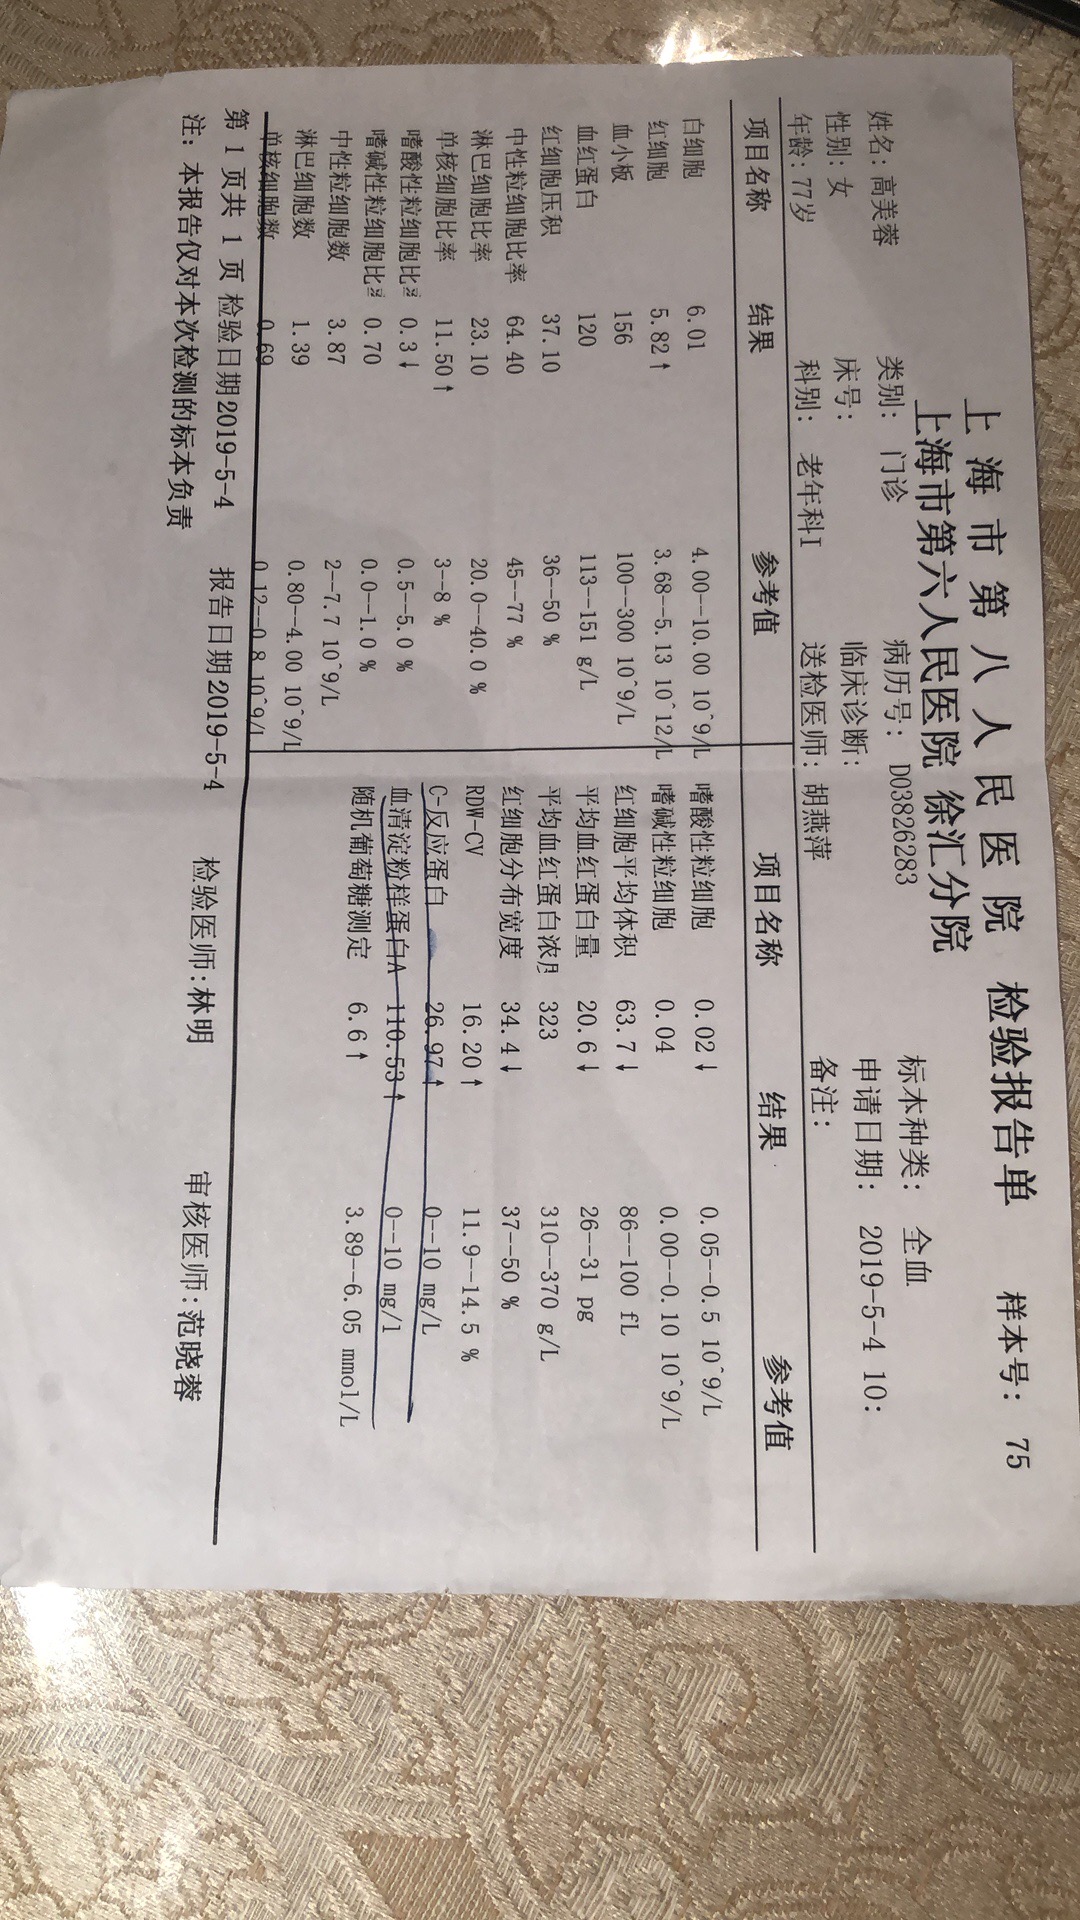 上海市第八人民医院 检验报告单 样本号: 75
上海市第六人民医院徐汇分院
姓名: 高美蓉 类别: 门诊 病历号: D03826283 标本种类: 全血
性别: 女 床号: 临床诊断: 申请日期: 2019-5-4 10:
年龄: 77岁 科别: 老年科I 送检医师: 胡燕萍 备注:
项目名称 结果 参考值 项目名称 结果 参考值
白细胞 6.01 4.00--10.00 10^9/L 嗜酸性粒细胞 0.02↓ 0.05--0.5 10^9/L
红细胞 5.82↑ 3.68--5.13 10^12/L 嗜碱性粒细胞 0.04 0.00--0.10 10^9/L
血小板 156 100--300 10^9/L 红细胞平均体积 63.7↓ 86--100 fL
血红蛋白 120 113--151 g/L 平均血红蛋白量 20.6↓ 26--31 pg
红细胞压积 37.10 36--50 % 平均血红蛋白浓 323 310--370 g/L
中性粒细胞比率 64.40 45--77 % 红细胞分布宽度 34.4↓ 37--50 %
淋巴细胞比率 23.10 20.0--40.0 % RDW-CV 16.20↑ 11.9--14.5 %
单核细胞比率 11.50↑ 3--8 % C-反应蛋白 26.97↑ 0--10 mg/L
嗜酸性粒细胞比 0.3↓ 0.5--5.0 % 血清淀粉样蛋白A 110.53↑ 0--10 mg/l
嗜碱性粒细胞比 0.70 0.0--1.0 % 随机葡萄糖测定 6.6↑ 3.89--6.05 mmol/L
中性粒细胞数 3.87 2--7.7 10^9/L
淋巴细胞数 1.39 0.80--4.00 10^9/L
单核细胞数 0.69 0.12--0.8 10^9/L
第 1 页共 1 页 检验日期2019-5-4 报告日期2019-5-4 检验医师:林明 审核医师:范晓蓉
注: 本报告仅对本次检测的标本负责